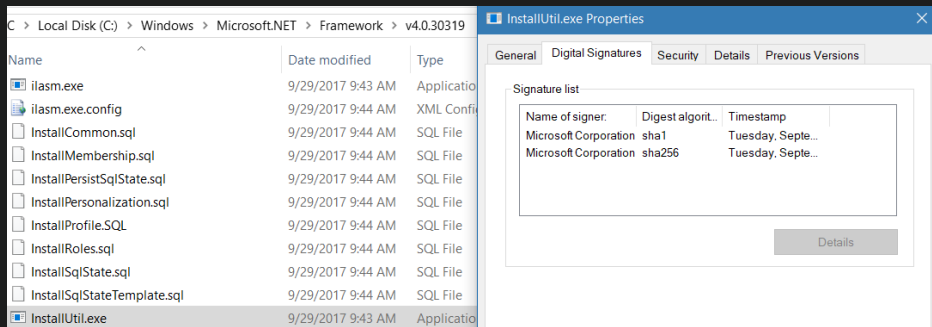 C > Local Disk (C:) > Windows > Microsoft.NET > Framework > v4.0.30319
Name Date modified Type
ilasm.exe 9/29/2017 9:43 AM Applicatio
ilasm.exe.config 9/29/2017 9:44 AM XML Config
InstallCommon.sql 9/29/2017 9:44 AM SQL File
InstallMembership.sql 9/29/2017 9:44 AM SQL File
InstallPersistSqlState.sql 9/29/2017 9:44 AM SQL File
InstallPersonalization.sql 9/29/2017 9:44 AM SQL File
InstallProfile.SQL 9/29/2017 9:44 AM SQL File
InstallRoles.sql 9/29/2017 9:44 AM SQL File
InstallSqlState.sql 9/29/2017 9:44 AM SQL File
InstallSqlStateTemplate.sql 9/29/2017 9:44 AM SQL File
InstallUtil.exe 9/29/2017 9:43 AM Applicatio
InstallUtil.exe Properties
General Digital Signatures Security Details Previous Versions
Signature list
Name of signer: Digest algorit... Timestamp
Microsoft Corporation sha1 Tuesday, Septe...
Microsoft Corporation sha256 Tuesday, Septe...
Details